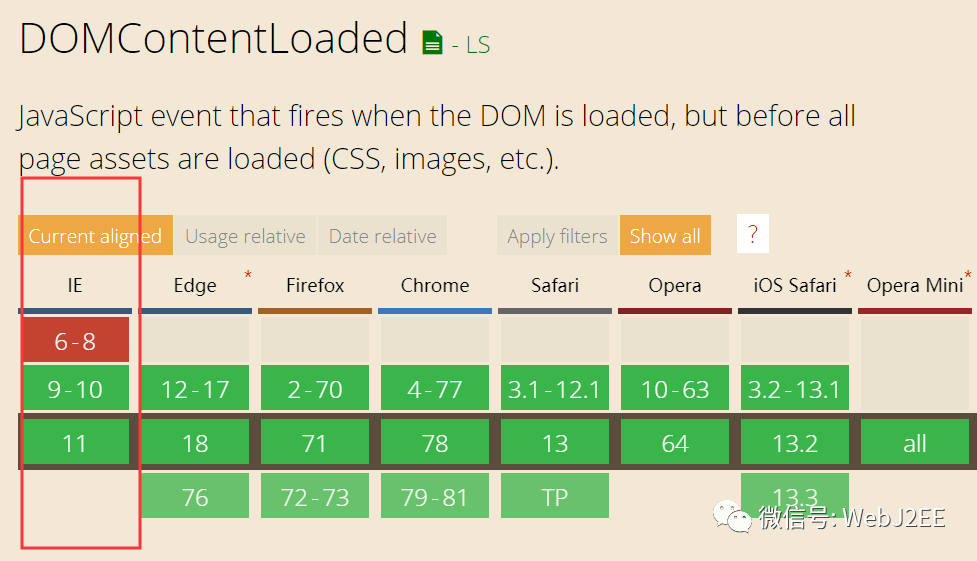 DOMContentLoaded - LS
JavaScript event that fires when the DOM is loaded, but before all
page assets are loaded (CSS, images, etc.).
Current aligned Usage relative Date relative Apply filters Show all ?
IE Edge * Firefox Chrome Safari Opera iOS Safari * Opera Mini *
6-8
9-10 12-17 2-70 4-77 3.1-12.1 10-63 3.2-13.1
11 18 71 78 13 64 13.2 all
76 72-73 79-81 TP 13.3
微信号: WebJ2EE